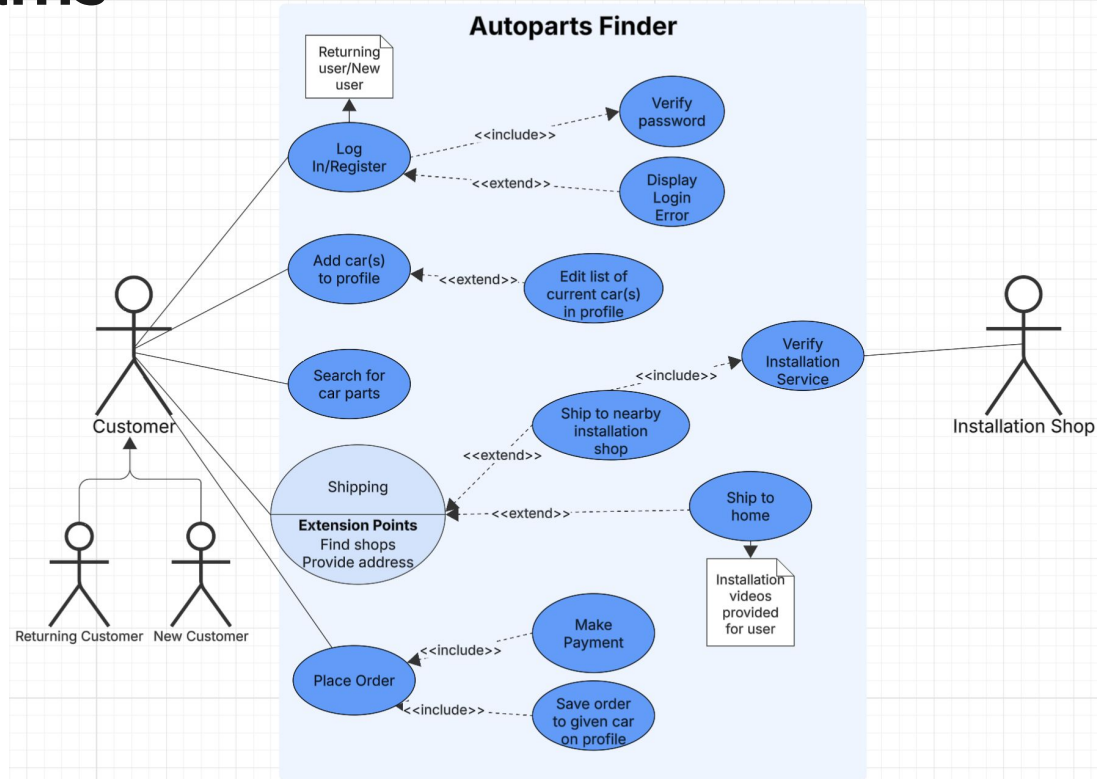 Autoparts Finder
Returning
user/New
user
Verify
password
<<include>>
Log
In/Register
<<extend>>
Display
Login
Error
Add car(s)
to profile
<<extend>>
Edit list of
current car(s)
in profile
Verify
Installation
Service
<<include>>
Search for
car parts
Ship to nearby
installation
shop
Customer
Installation Shop
<<extend>>
Shipping
Extension Points
Find shops
Provide address
<<extend>>
Ship to
home
Installation
videos
provided
for user
Returning Customer
New Customer
Make
Payment
<<include>>
Place Order
<<include>>
Save order
to given car
on profile